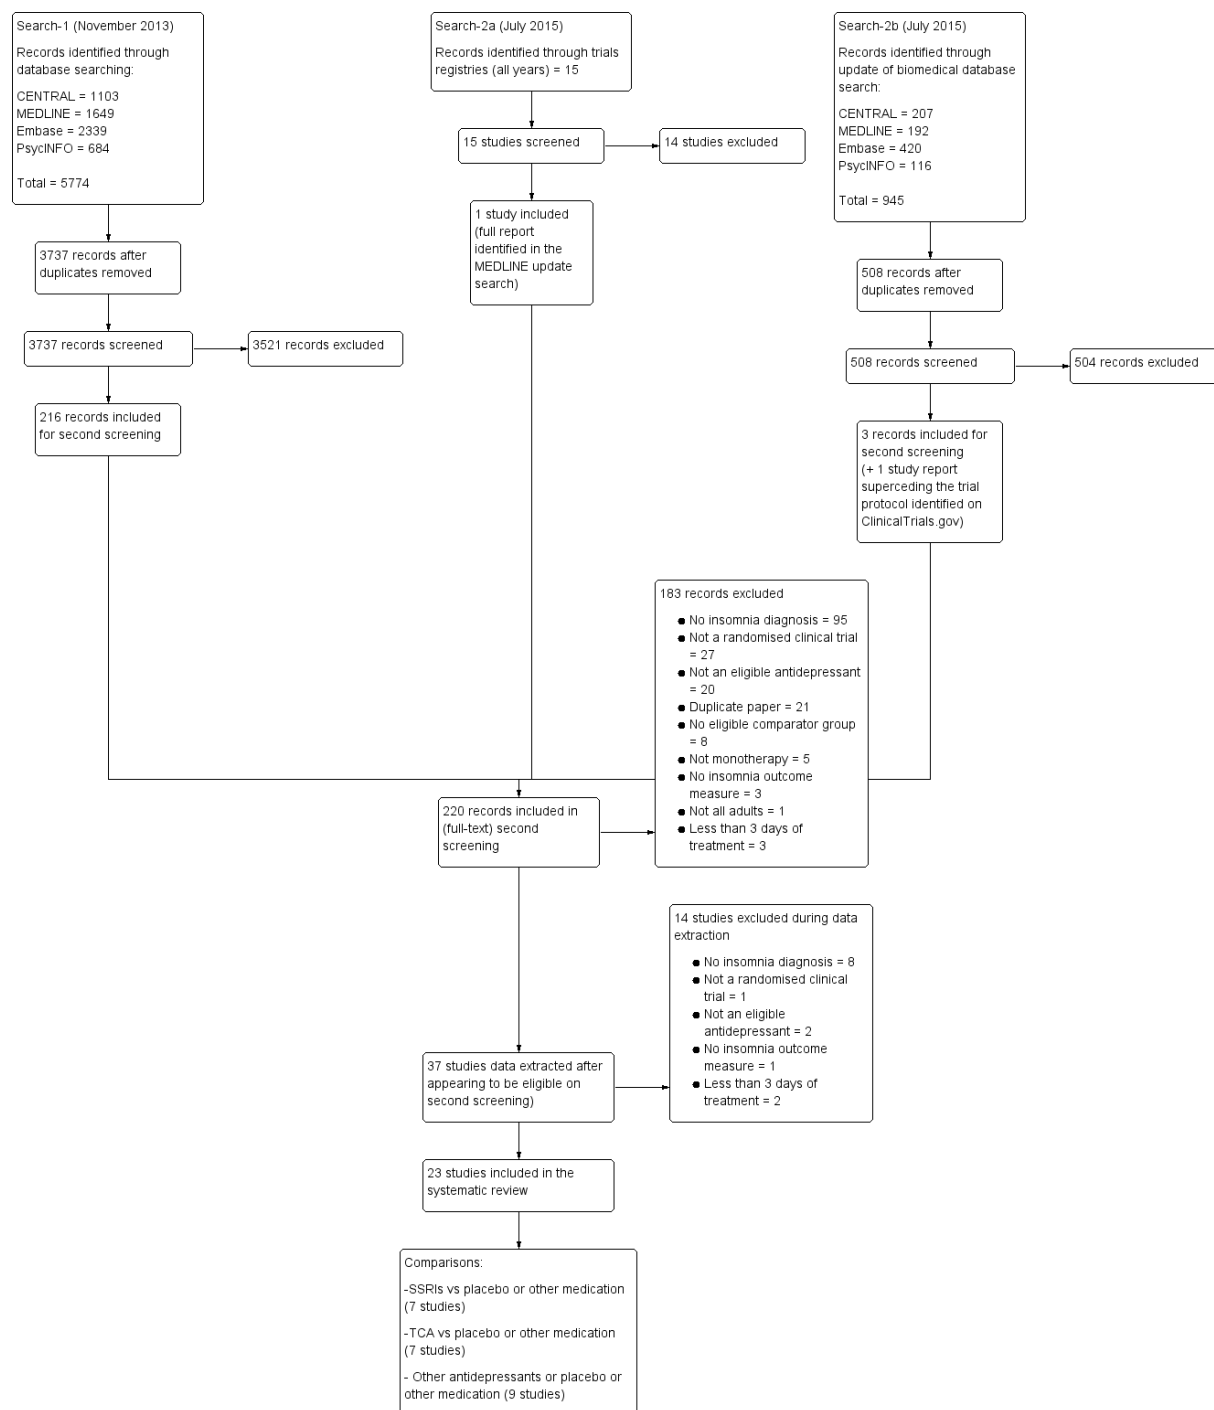 Search-1 (November 2013)
Records identified through
database searching:
CENTRAL = 1103
MEDLINE = 1649
Embase = 2339
PsycINFO = 684
Total = 5774
3737 records after
duplicates removed
3737 records screened
3521 records excluded
216 records included
for second screening
Search-2a (July 2015)
Records identified through trials
registries (all years) = 15
15 studies screened
14 studies excluded
1 study included
(full report
identified in the
MEDLINE update
search)
Search-2b (July 2015)
Records identified through
update of biomedical database
search:
CENTRAL = 207
MEDLINE = 192
Embase = 420
PsycINFO = 116
Total = 945
508 records after
duplicates removed
508 records screened
504 records excluded
3 records included for
second screening
(+ 1 study report
superceding the trial
protocol identified on
ClinicalTrials.gov)
220 records included in
(full-text) second
screening
183 records excluded
● No insomnia diagnosis = 95
● Not a randomised clinical trial
= 27
● Not an eligible antidepressant
= 20
● Duplicate paper = 21
● No eligible comparator group
= 8
● Not monotherapy = 5
● No insomnia outcome
measure = 3
● Not all adults = 1
● Less than 3 days of
treatment = 3
37 studies data extracted after
appearing to be eligible on
second screening)
14 studies excluded during data
extraction
● No insomnia diagnosis = 8
● Not a randomised clinical
trial = 1
● Not an eligible
antidepressant = 2
● No insomnia outcome
measure = 1
● Less than 3 days of
treatment = 2
23 studies included in the
systematic review
Comparisons:
-SSRIs vs placebo or other medication
(7 studies)
-TCA vs placebo or other medication
(7 studies)
- Other antidepressants or placebo or
other medication (9 studies)